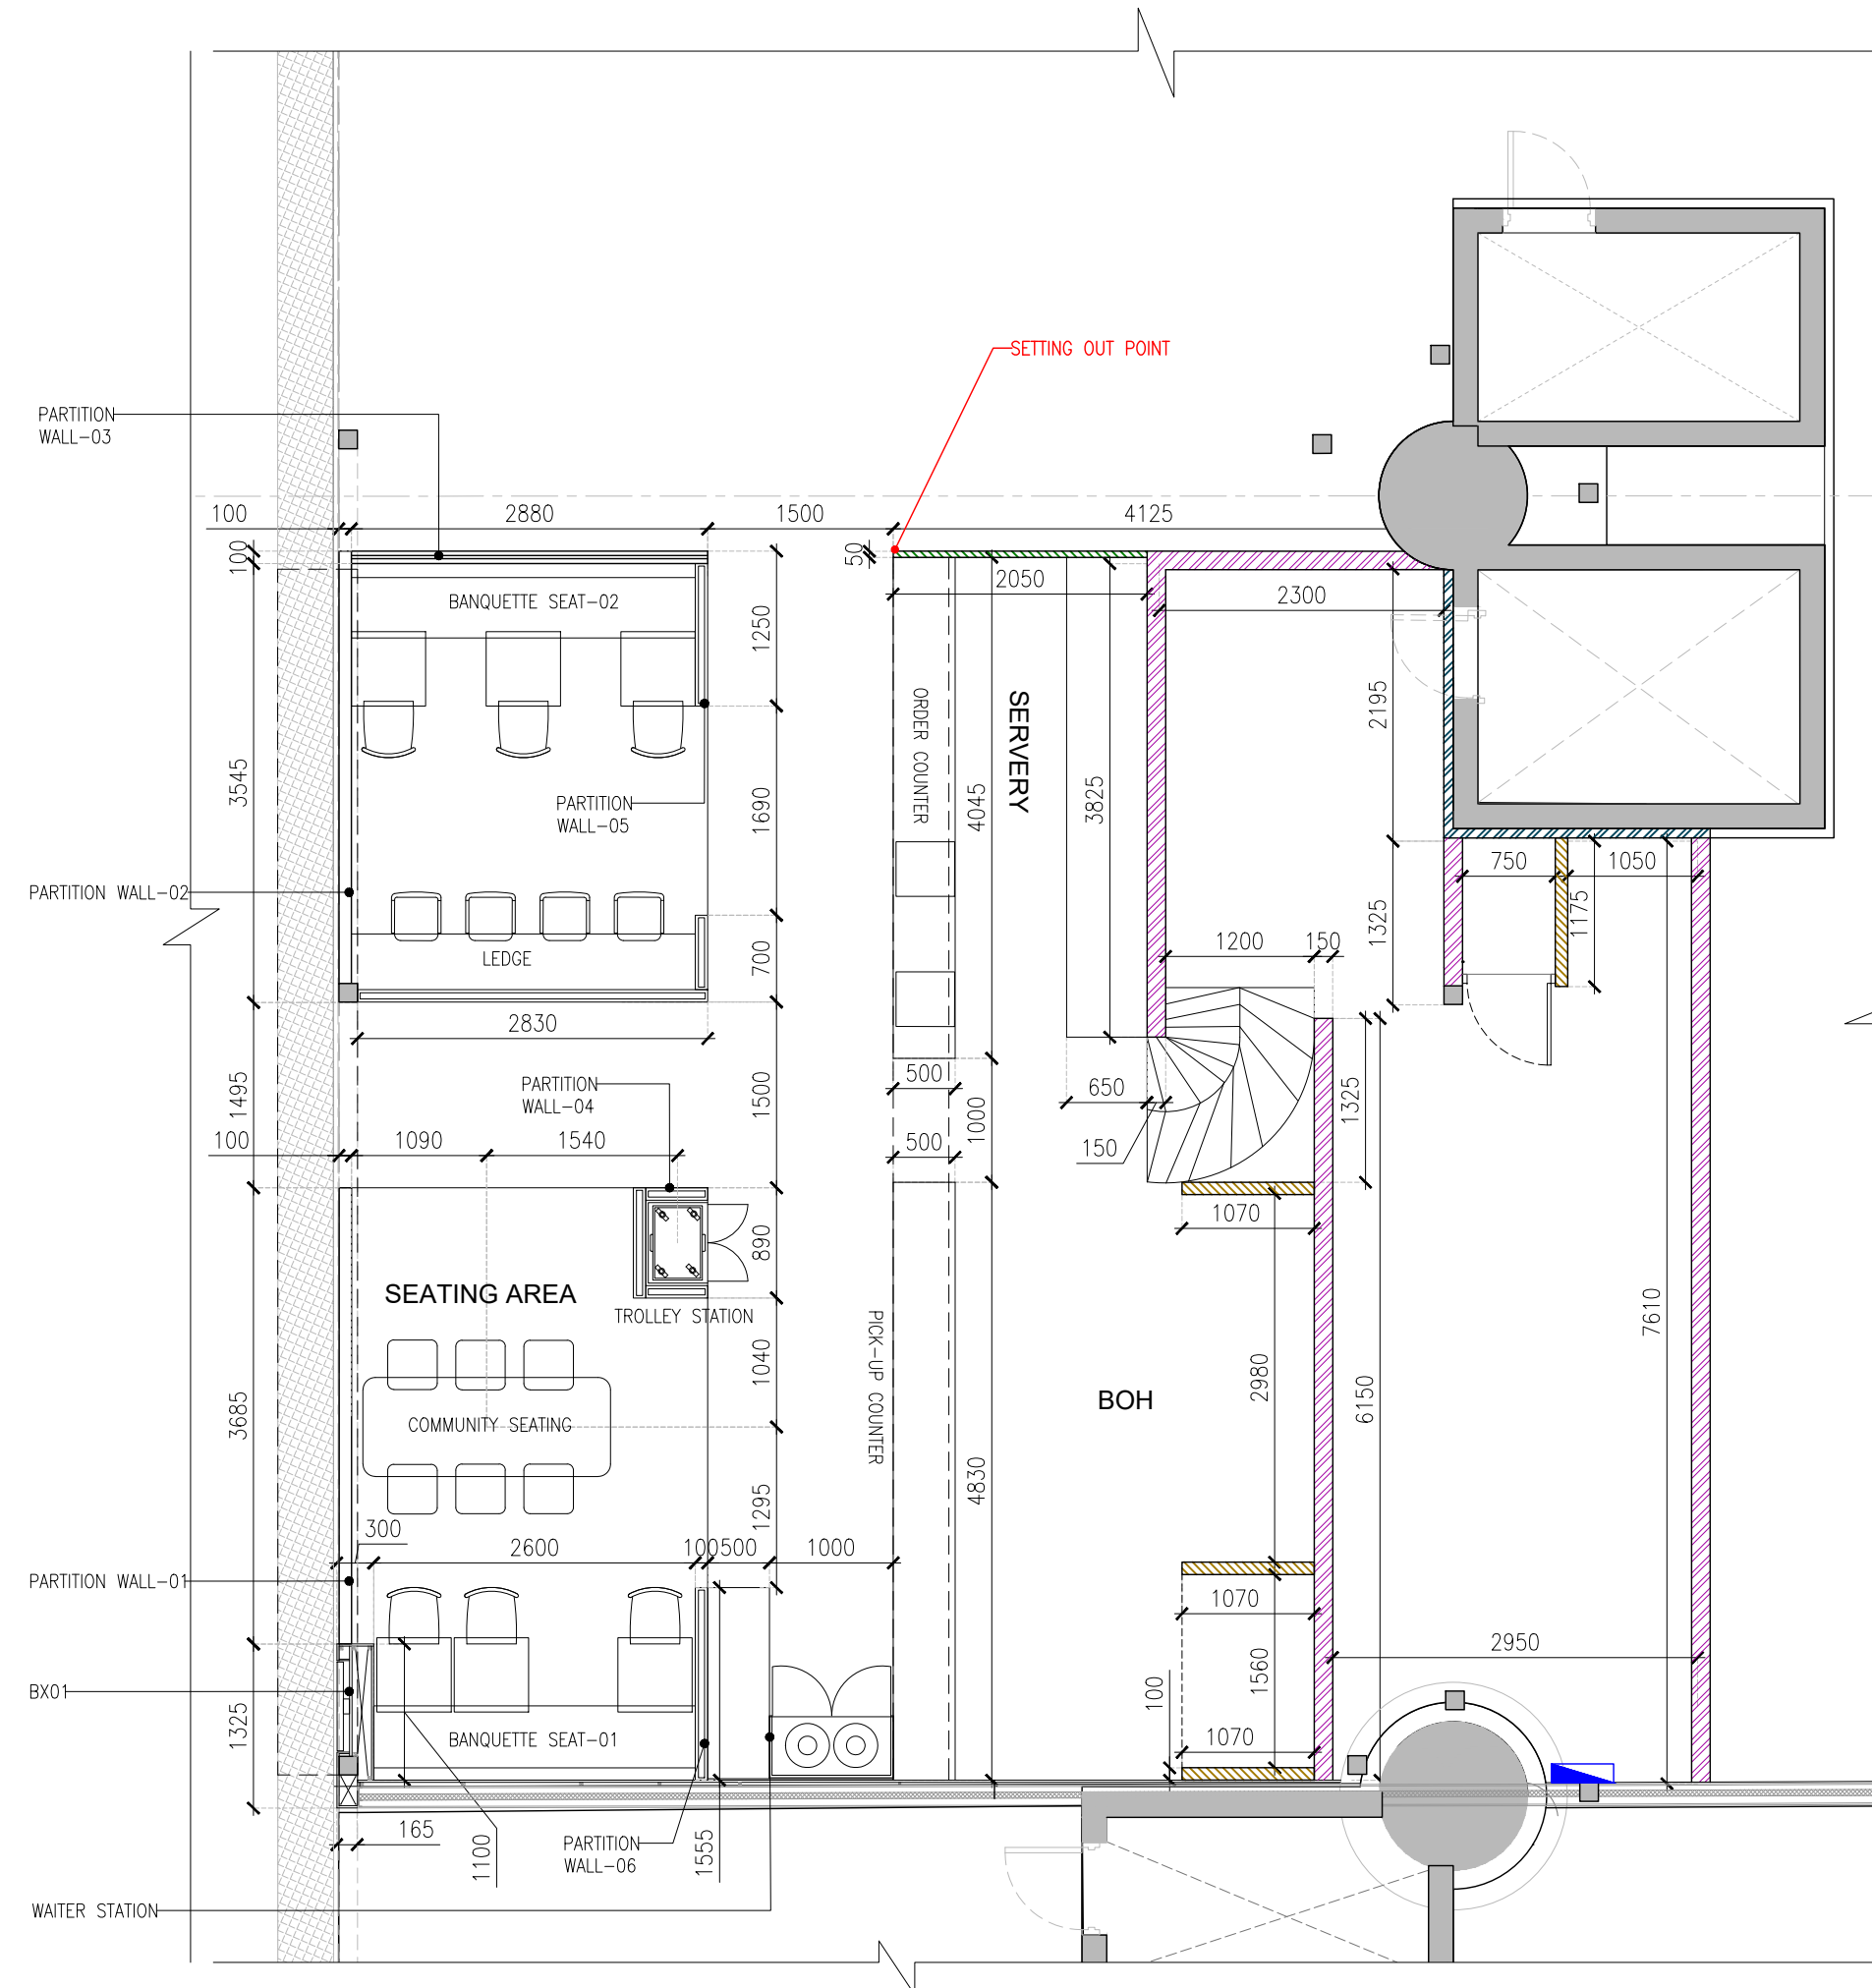 SETTING OUT POINT
PARTITION
WALL-03
100
2880
1500
4125
100
50
2050
2300
BANQUETTE SEAT-02
1250
ORDER COUNTER
SERVERY
4045
3825
2195
3545
PARTITION
WALL-05
1690
750
1050
1175
PARTITION WALL-02
1325
1200
150
LEDGE
700
2830
PARTITION
WALL-04
1495
1500
500
650
1000
1325
100
1090
1540
500
150
1070
890
SEATING AREA
TROLLEY STATION
PICK-UP COUNTER
7610
1040
2980
6150
BOH
3685
COMMUNITY SEATING
4830
1295
300
2600
100
500
1000
PARTITION WALL-01
1070
2950
1560
BX01
100
1325
BANQUETTE SEAT-01
1070
165
1100
PARTITION
WALL-06
1555
WAITER STATION